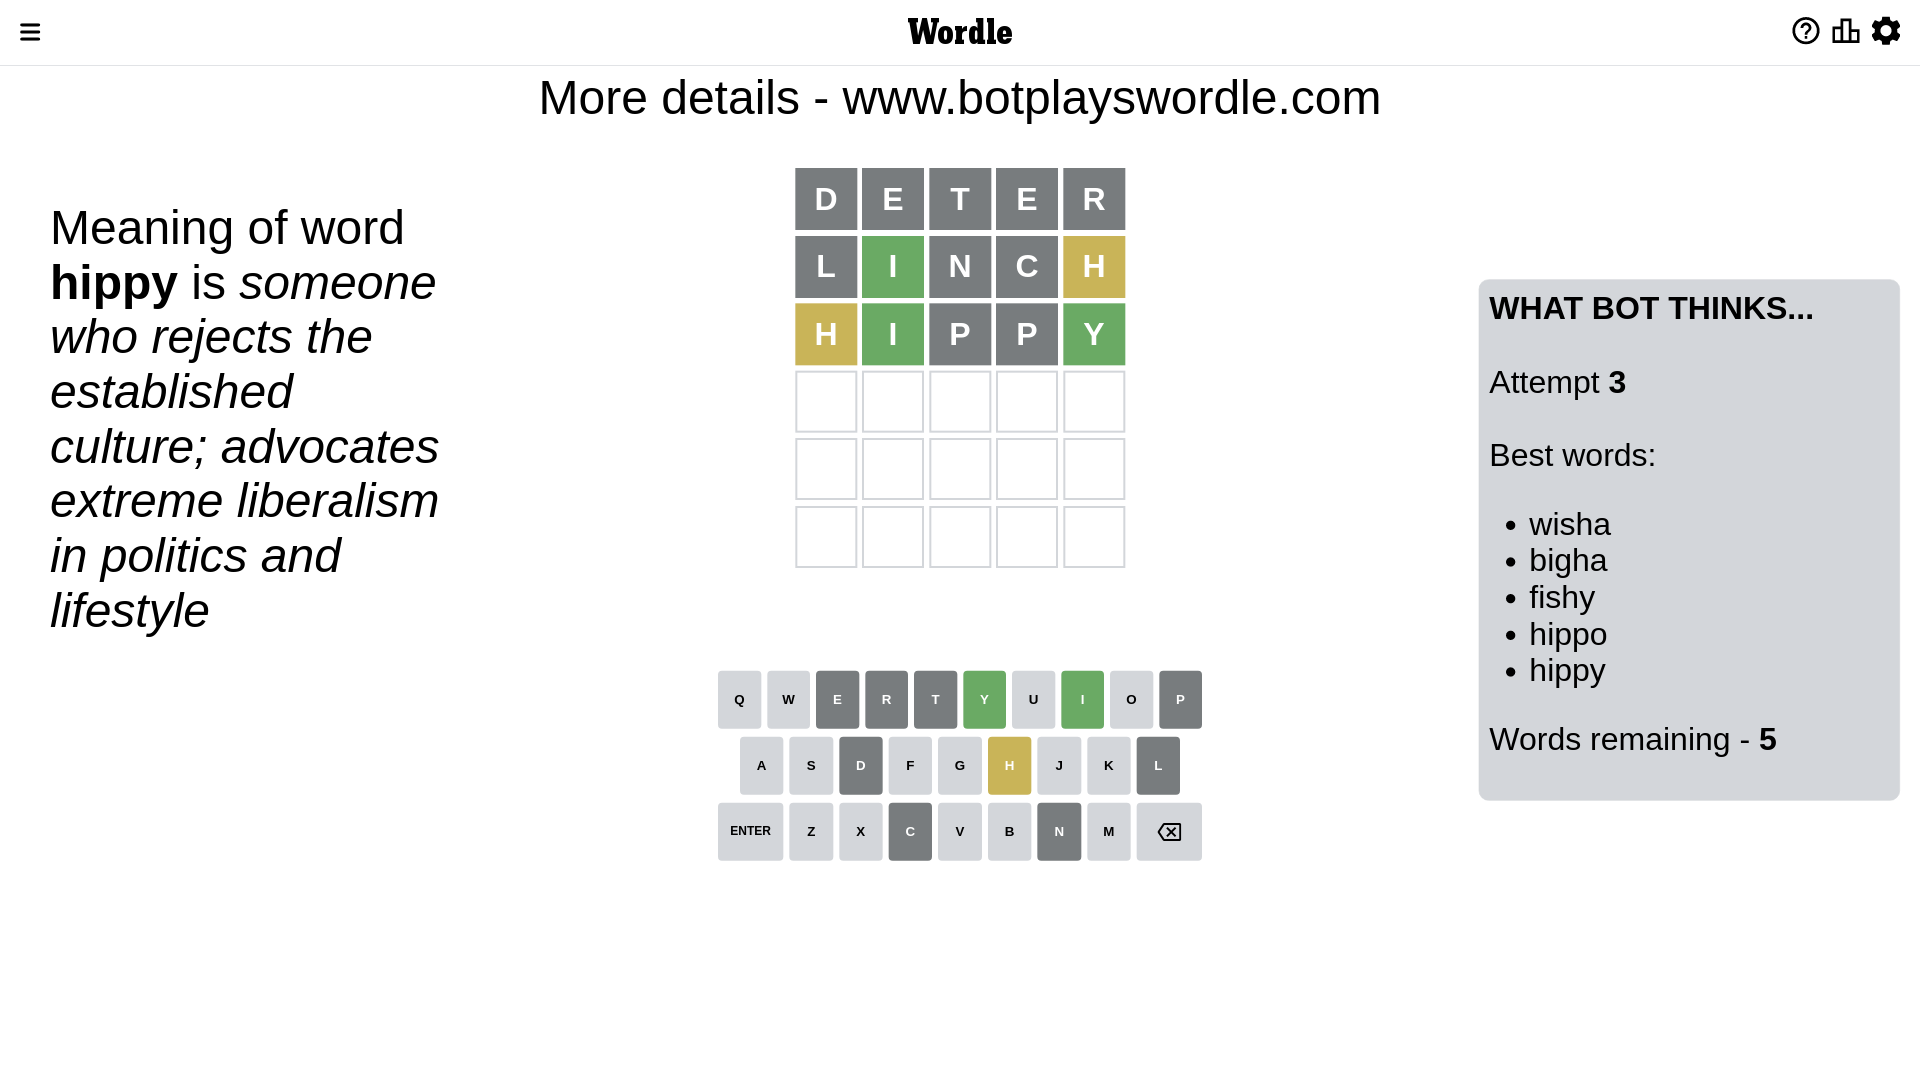 Wordle
More details - www.botplayswordle.com
Meaning of word
hippy is someone
who rejects the
established
culture; advocates
extreme liberalism
in politics and
lifestyle
D E T E R
L I N C H
H I P P Y
Q W E R T Y U I O P
A S D F G H J K L
ENTER Z X C V B N M
WHAT BOT THINKS...
Attempt 3
Best words:
• wisha
• bigha
• fishy
• hippo
• hippy
Words remaining - 5